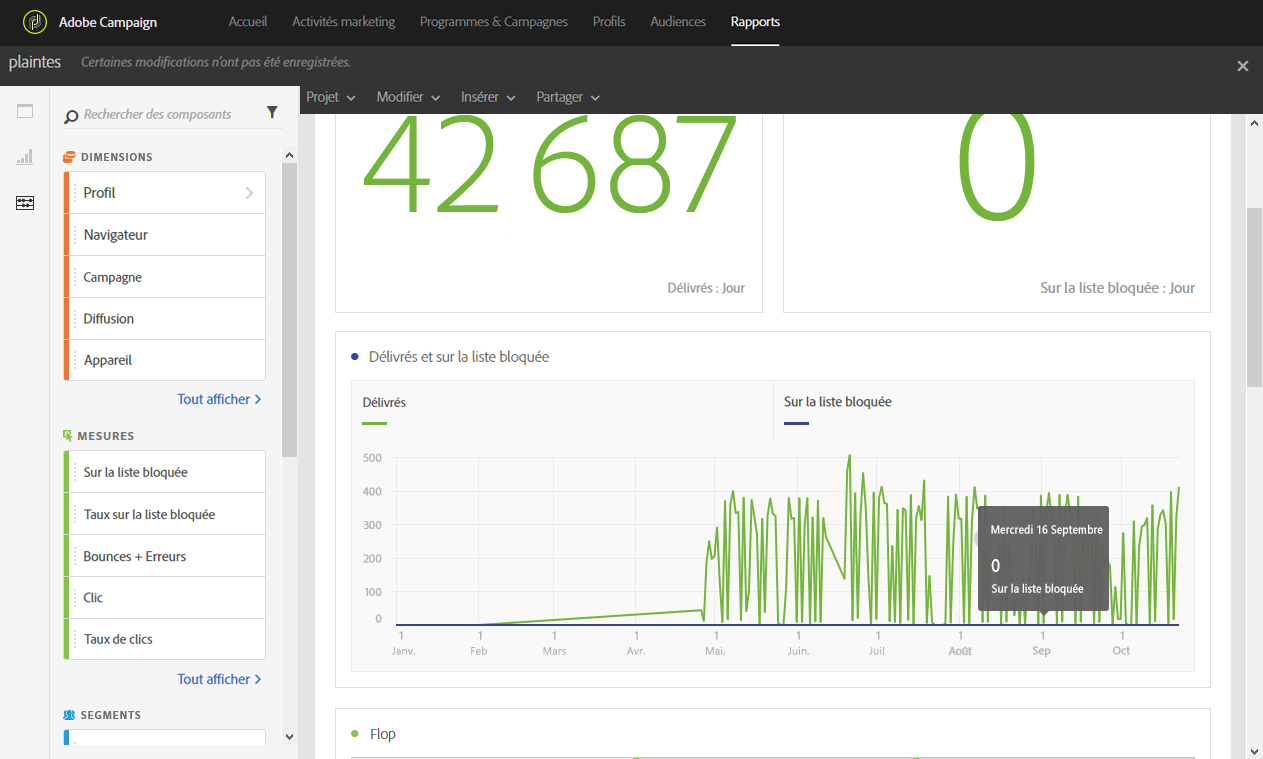 Adobe Campaign
Accueil
Activités marketing
Programmes & Campagnes
Profils
Audiences
Rapports
plaintes
Certaines modifications n'ont pas été enregistrées.
Projet
Modifier
Insérer
Partager
Rechercher des composants
DIMENSIONS
Profil
Navigateur
Campagne
Diffusion
Appareil
Tout afficher
MESURES
Sur la liste bloquée
Taux sur la liste bloquée
Bounces + Erreurs
Clic
Taux de clics
Tout afficher
SEGMENTS
42 687
Délivrés : Jour
0
Sur la liste bloquée : Jour
Délivrés et sur la liste bloquée
Délivrés
Sur la liste bloquée
500
400
300
200
100
0
1 1 1 1 1 1 1 1 1 1
Janv. Feb Mars Avr. Mai. Juin. Juil Août Sep Oct
Mercredi 16 Septembre
0
Sur la liste bloquée
Flop